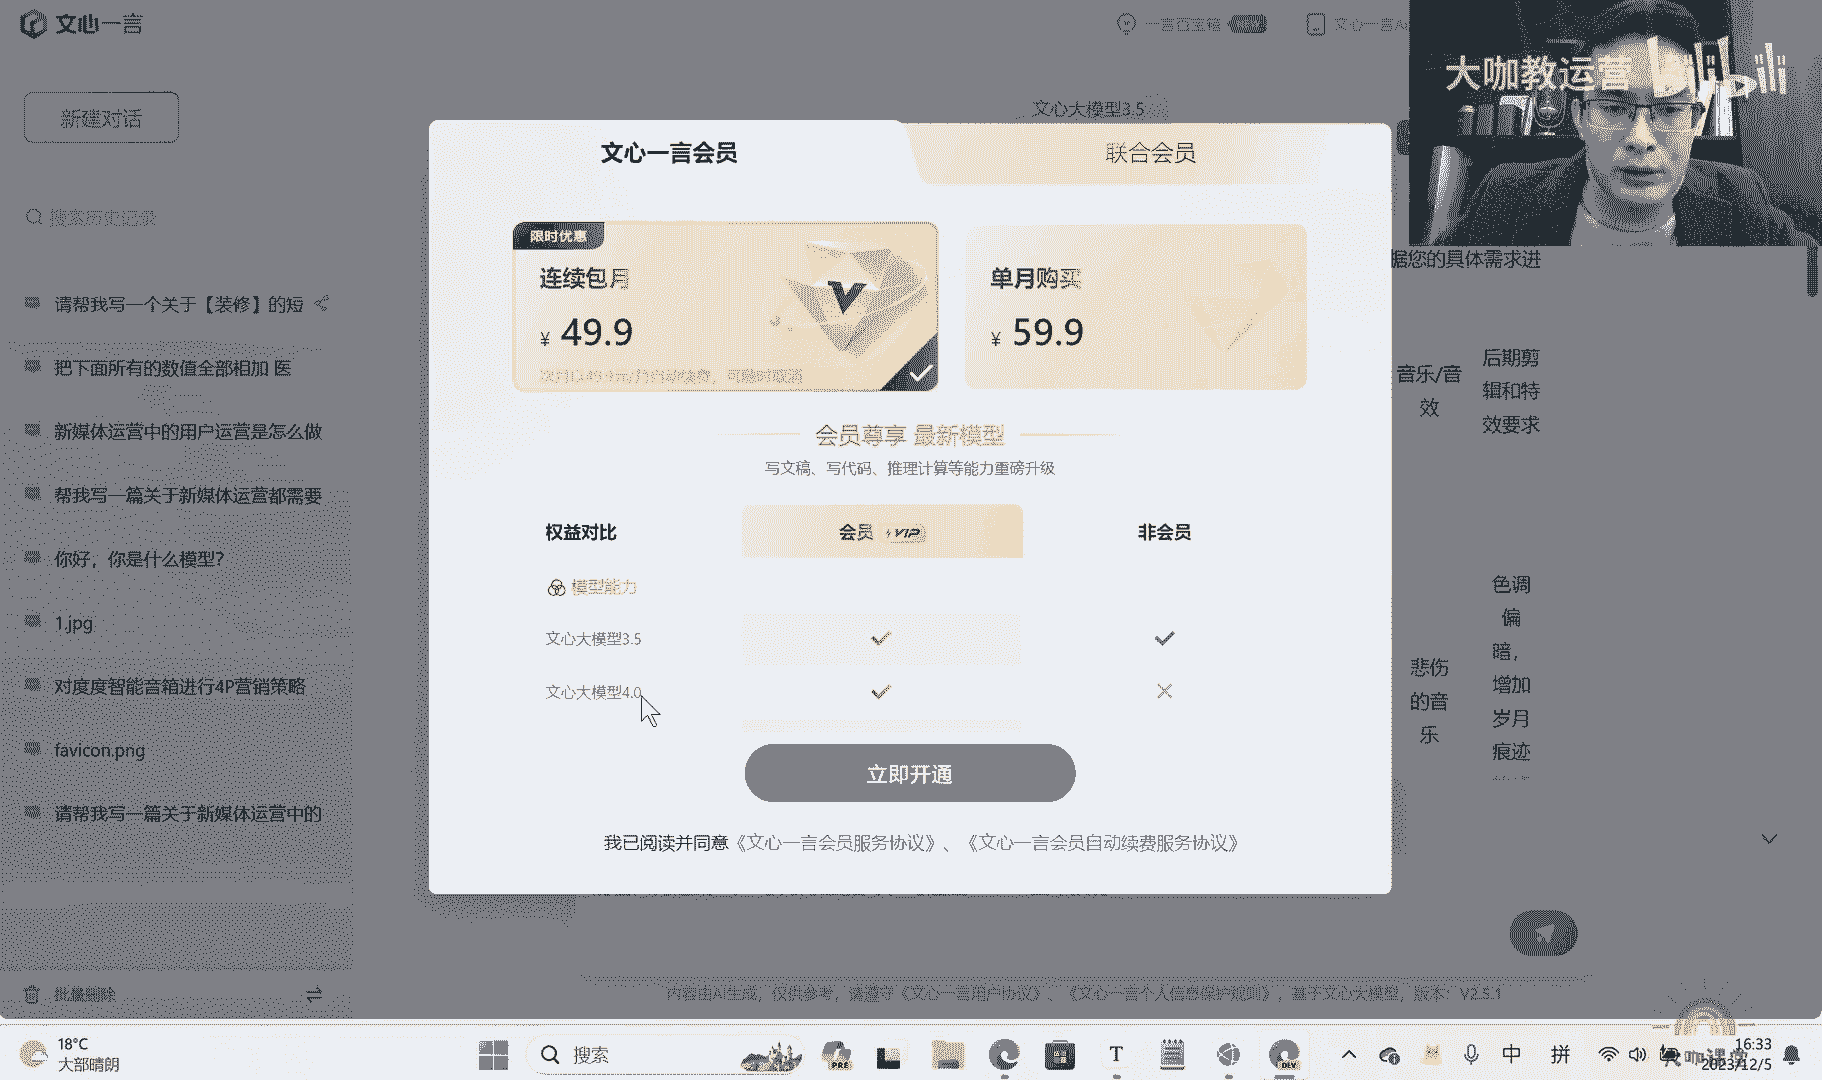 文心一言
文心一言
新建对话
文心大模型3.5
大咖教运营 bilibili
搜索历史记录
请帮我写一个关于【装修】的短
把下面所有的数值全部相加 医
新媒体运营中的用户运营是怎么做
帮我写一篇关于新媒体运营都需要
你好，你是什么模型？
1.jpg
对度度智能音箱进行4P营销策略
favicon.png
请帮我写一篇关于新媒体运营中的
批量删除
文心一言会员
联合会员
限时优惠
连续包月
¥ 49.9
次月以49.9元/月自动续费，可随时取消
单月购买
¥ 59.9
会员尊享 最新模型
写文稿、写代码、推理计算等能力重磅升级
权益对比
会员 VIP
非会员
模型能力
文心大模型3.5
文心大模型4.0
立即开通
我已阅读并同意《文心一言会员服务协议》、《文心一言会员自动续费服务协议》
据您的具体需求进
音乐/音
效
后期剪
辑和特
效要求
悲伤
的音
乐
色调
偏
暗，
增加
岁月
痕迹
内容由AI生成，仅供参考，请遵守《文心一言用户协议》、《文心一言个人信息保护规则》，基于文心大模型，版本：V2.5.1
18°C
大部晴朗
搜索
PRE
T
DEV
中
拼
16:33
2023/12/5